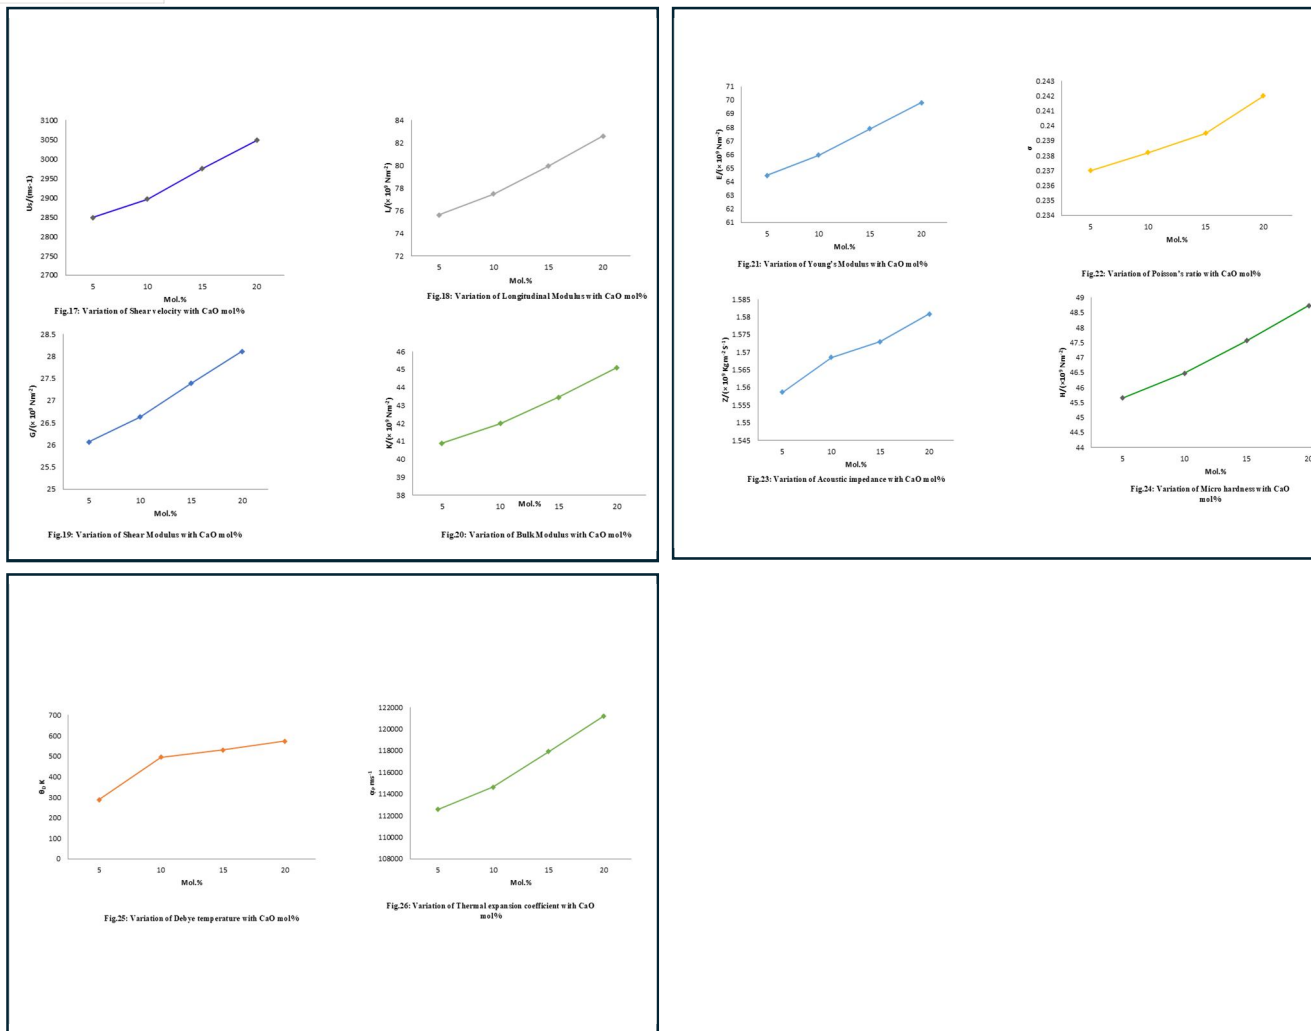 3100
3050
3000
2950
2900
2850
2800
2750
2700
Us/(ms-1)
5 10 15 20
Mol.%
Fig.17: Variation of Shear velocity with CaO mol%
84
82
80
78
76
74
72
L/(× 10⁹ Nm⁻²)
5 10 15 20
Mol.%
Fig.18: Variation of Longitudinal Modulus with CaO mol%
28.5
28
27.5
27
26.5
26
25.5
25
G/(× 10⁹ Nm⁻²)
5 10 15 20
Mol.%
Fig.19: Variation of Shear Modulus with CaO mol%
46
45
44
43
42
41
40
39
38
K/(× 10⁹ Nm⁻²)
5 10 Mol.% 15 20
Fig.20: Variation of Bulk Modulus with CaO mol%
71
70
69
68
67
66
65
64
63
62
61
E/(× 10⁹ Nm⁻²)
5 10 15 20
Mol.%
Fig.21: Variation of Young's Modulus with CaO mol%
0.243
0.242
0.241
0.24
0.239
0.238
0.237
0.236
0.235
0.234
σ
5 10 15 20
Mol.%
Fig.22: Variation of Poisson's ratio with CaO mol%
1.585
1.58
1.575
1.57
1.565
1.56
1.555
1.55
1.545
Z/(× 10⁹ Kgm⁻² S⁻¹)
5 10 15 20
Mol.%
Fig.23: Variation of Acoustic impedance with CaO mol%
49
48.5
48
47.5
47
46.5
46
45.5
45
44.5
44
H/(×10⁹ Nm⁻²)
5 10 15 20
Mol.%
Fig.24: Variation of Micro hardness with CaO
mol%
700
600
500
400
300
200
100
0
θD K
5 10 15 20
Mol.%
Fig.25: Variation of Debye temperature with CaO mol%
122000
120000
118000
116000
114000
112000
110000
108000
ms⁻¹
5 10 15 20
Mol.%
Fig.26: Variation of Thermal expansion coefficient with CaO
mol%